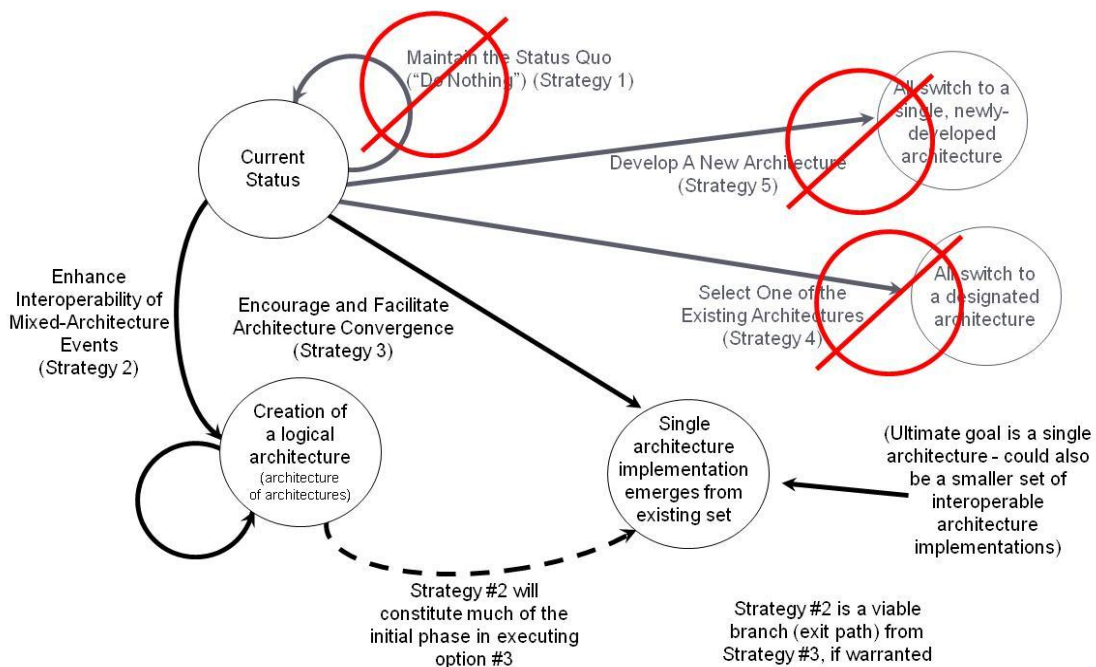 Maintain the Status Quo
("Do Nothing") (Strategy 1)
All switch to a
single, newly-
developed
architecture
Current
Status
Develop A New Architecture
(Strategy 5)
Enhance
Interoperability of
Mixed-Architecture
Events
(Strategy 2)
Encourage and Facilitate
Architecture Convergence
(Strategy 3)
Select One of the
Existing Architectures
(Strategy 4)
All switch to
a designated
architecture
Creation of
a logical
architecture
(architecture
of architectures)
Single
architecture
implementation
emerges from
existing set
(Ultimate goal is a single
architecture - could also
be a smaller set of
interoperable
architecture
implementations)
Strategy #2 will
constitute much of the
initial phase in executing
option #3
Strategy #2 is a viable
branch (exit path) from
Strategy #3, if warranted